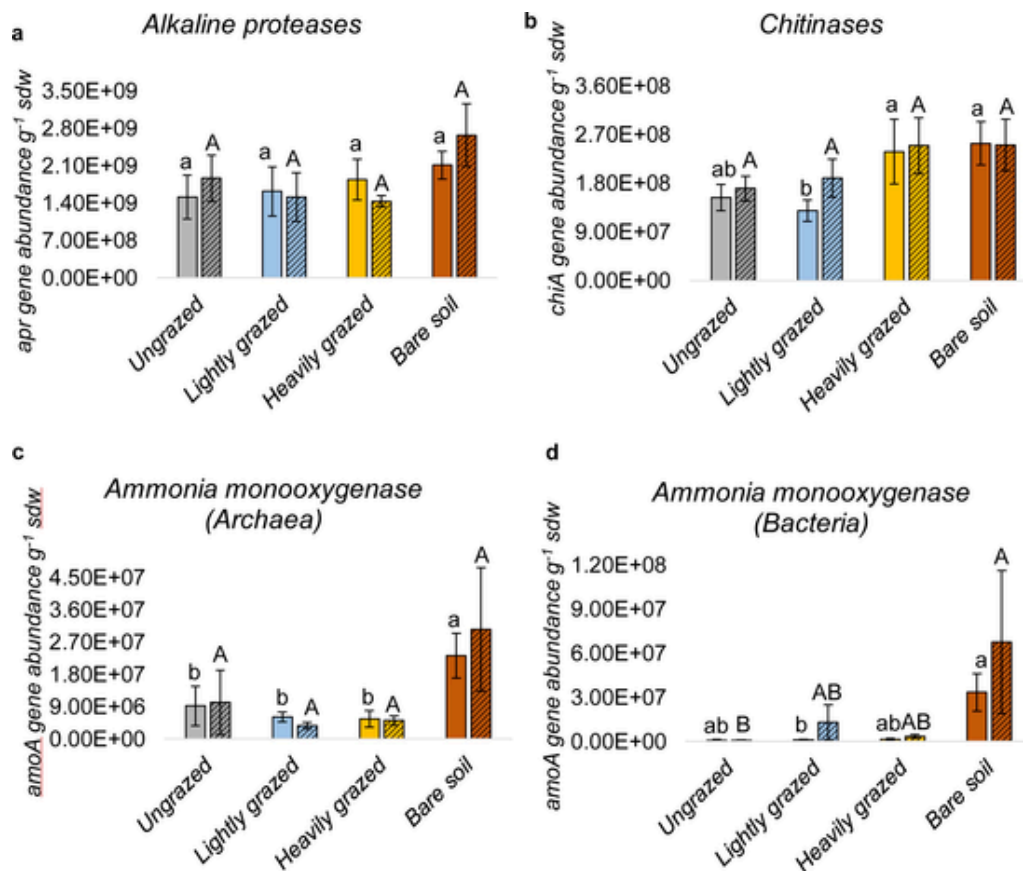 a
Alkaline proteases
apr gene abundance g⁻¹ sdw
3.50E+09
2.80E+09
2.10E+09
1.40E+09
7.00E+08
0.00E+00
a A
a A
a A
a A
Ungrazed
Lightly grazed
Heavily grazed
Bare soil
b
Chitinases
chiA gene abundance g⁻¹ sdw
3.60E+08
2.70E+08
1.80E+08
9.00E+07
0.00E+00
ab A
b A
a A
a A
Ungrazed
Lightly grazed
Heavily grazed
Bare soil
c
Ammonia monooxygenase
(Archaea)
amoA gene abundance g⁻¹ sdw
4.50E+07
3.60E+07
2.70E+07
1.80E+07
9.00E+06
0.00E+00
b A
b A
b A
a A
Ungrazed
Lightly grazed
Heavily grazed
Bare soil
d
Ammonia monooxygenase
(Bacteria)
amoA gene abundance g⁻¹ sdw
1.20E+08
9.00E+07
6.00E+07
3.00E+07
0.00E+00
ab B
b AB
ab AB
a A
Ungrazed
Lightly grazed
Heavily grazed
Bare soil